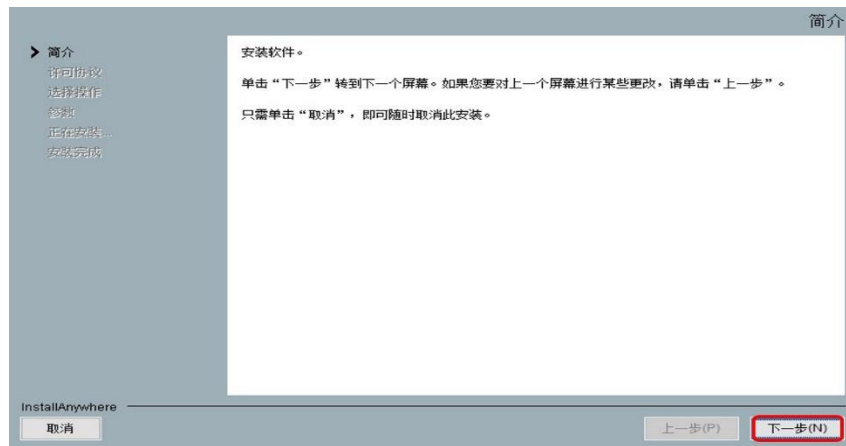 简介
简介
许可协议
选择操作
参数
正在安装...
安装完成
安装软件。
单击“下一步”转到下一个屏幕。如果您要对上一个屏幕进行某些更改，请单击“上一步”。
只需单击“取消”，即可随时取消此安装。
InstallAnywhere
取消
上一步(P)
下一步(N)